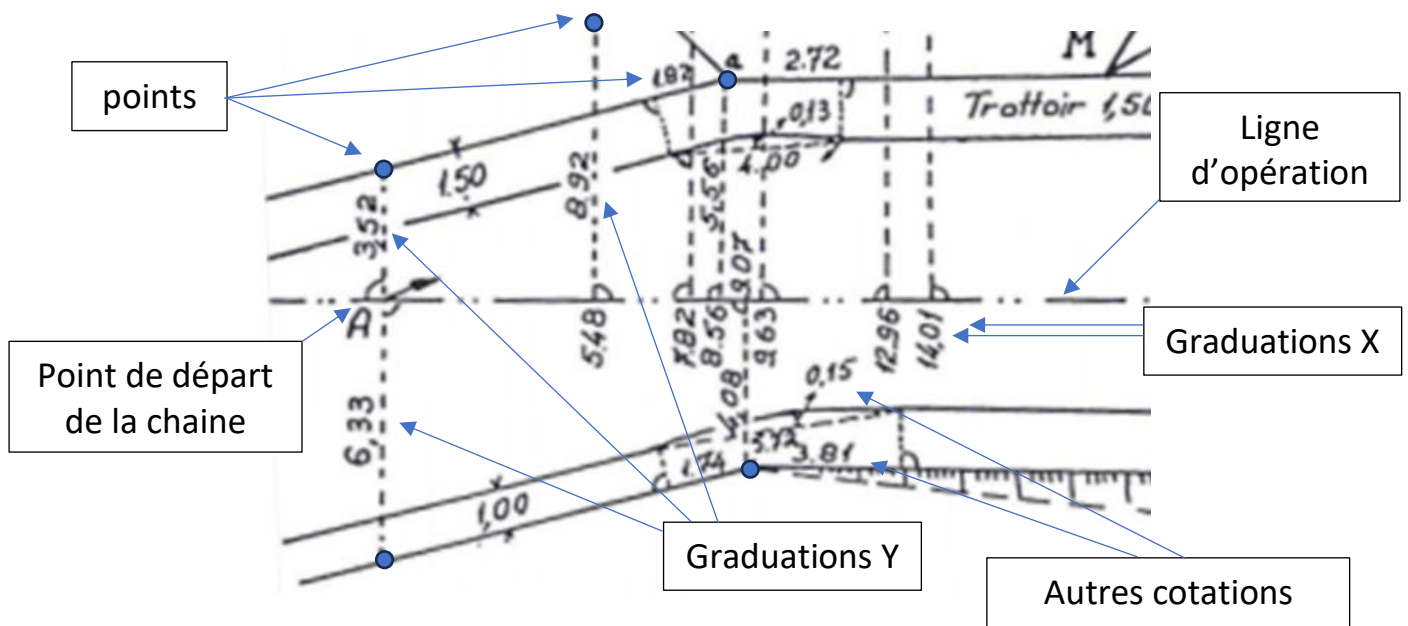 M
a
2.72
points
1.82
0,13
Trottoir 1,50
Ligne
d’opération
4.00
1.50
8.92
5.56
3.52
9.07
A
5.48
7.82
8.56
9.63
12.96
14,01
Graduations X
Point de départ
de la chaine
6,33
4.08
0,15
3.72
3.81
1.74
1,00
Graduations Y
Autres cotations